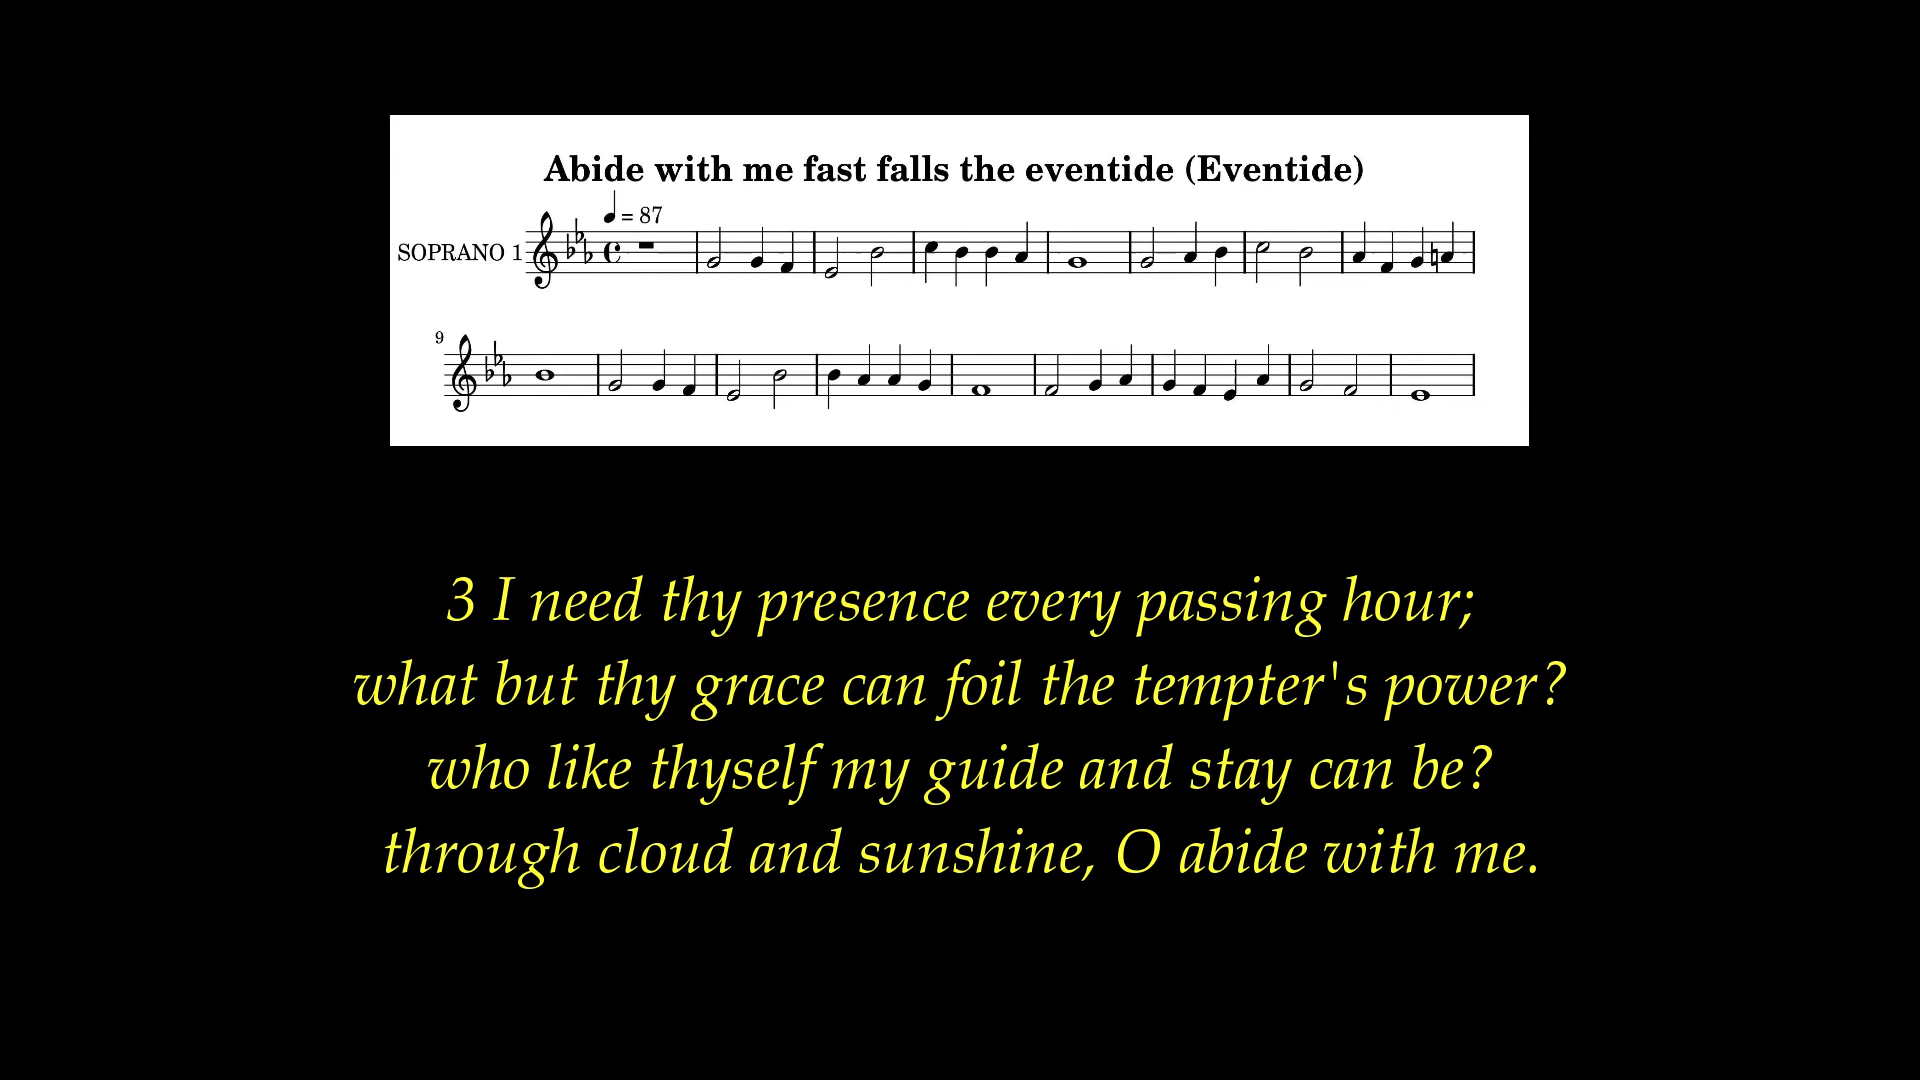 Abide with me fast falls the eventide (Eventide)
= 87
SOPRANO 1
9
3 I need thy presence every passing hour;
what but thy grace can foil the tempter's power?
who like thyself my guide and stay can be?
through cloud and sunshine, O abide with me.